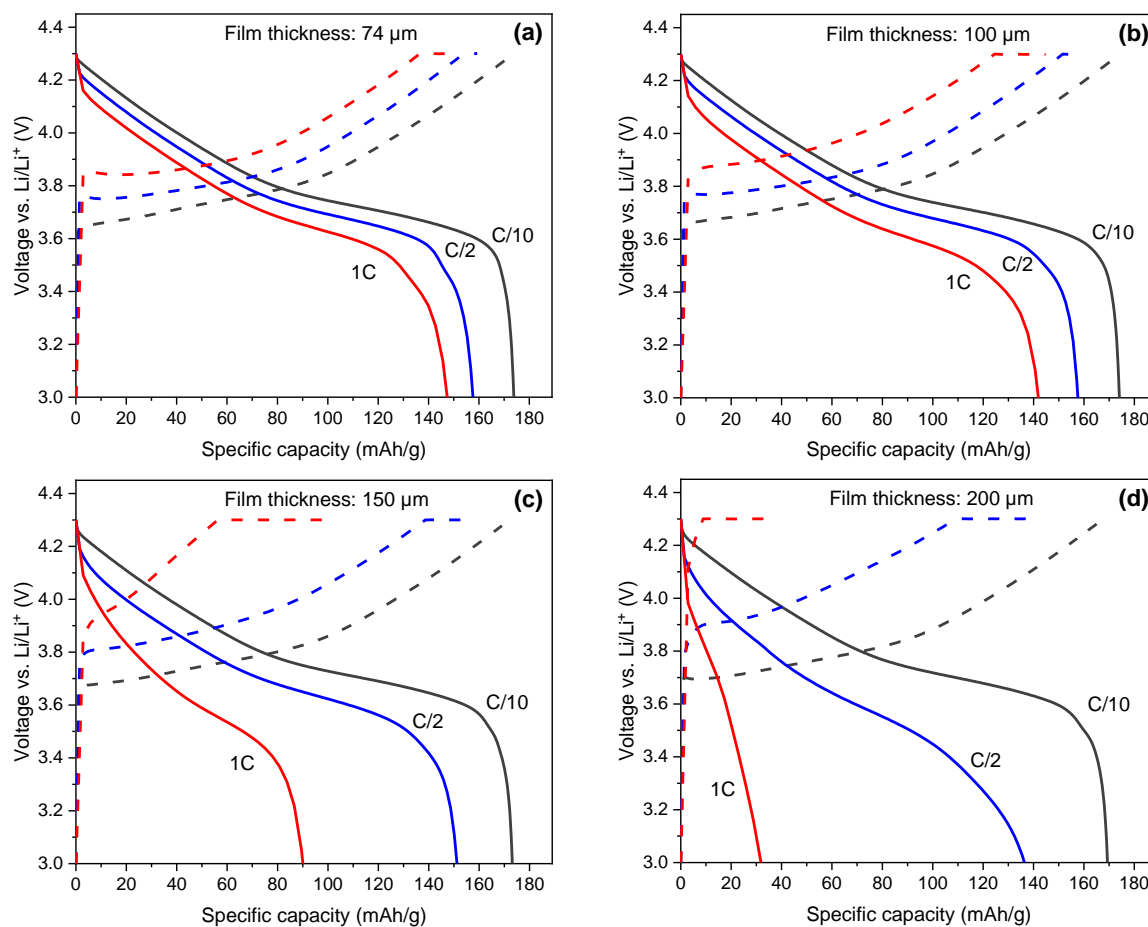 Film thickness: 74 µm
(a)
4.4
4.2
4.0
3.8
3.6
3.4
3.2
3.0
Voltage vs. Li/Li⁺ (V)
C/10
C/2
1C
0 20 40 60 80 100 120 140 160 180
Specific capacity (mAh/g)
Film thickness: 100 µm
(b)
4.4
4.2
4.0
3.8
3.6
3.4
3.2
3.0
Voltage vs. Li/Li⁺ (V)
C/10
C/2
1C
0 20 40 60 80 100 120 140 160 180
Specific capacity (mAh/g)
Film thickness: 150 µm
(c)
4.4
4.2
4.0
3.8
3.6
3.4
3.2
3.0
Voltage vs. Li/Li⁺ (V)
C/10
C/2
1C
0 20 40 60 80 100 120 140 160 180
Specific capacity (mAh/g)
Film thickness: 200 µm
(d)
4.4
4.2
4.0
3.8
3.6
3.4
3.2
3.0
Voltage vs. Li/Li⁺ (V)
C/10
C/2
1C
0 20 40 60 80 100 120 140 160 180
Specific capacity (mAh/g)